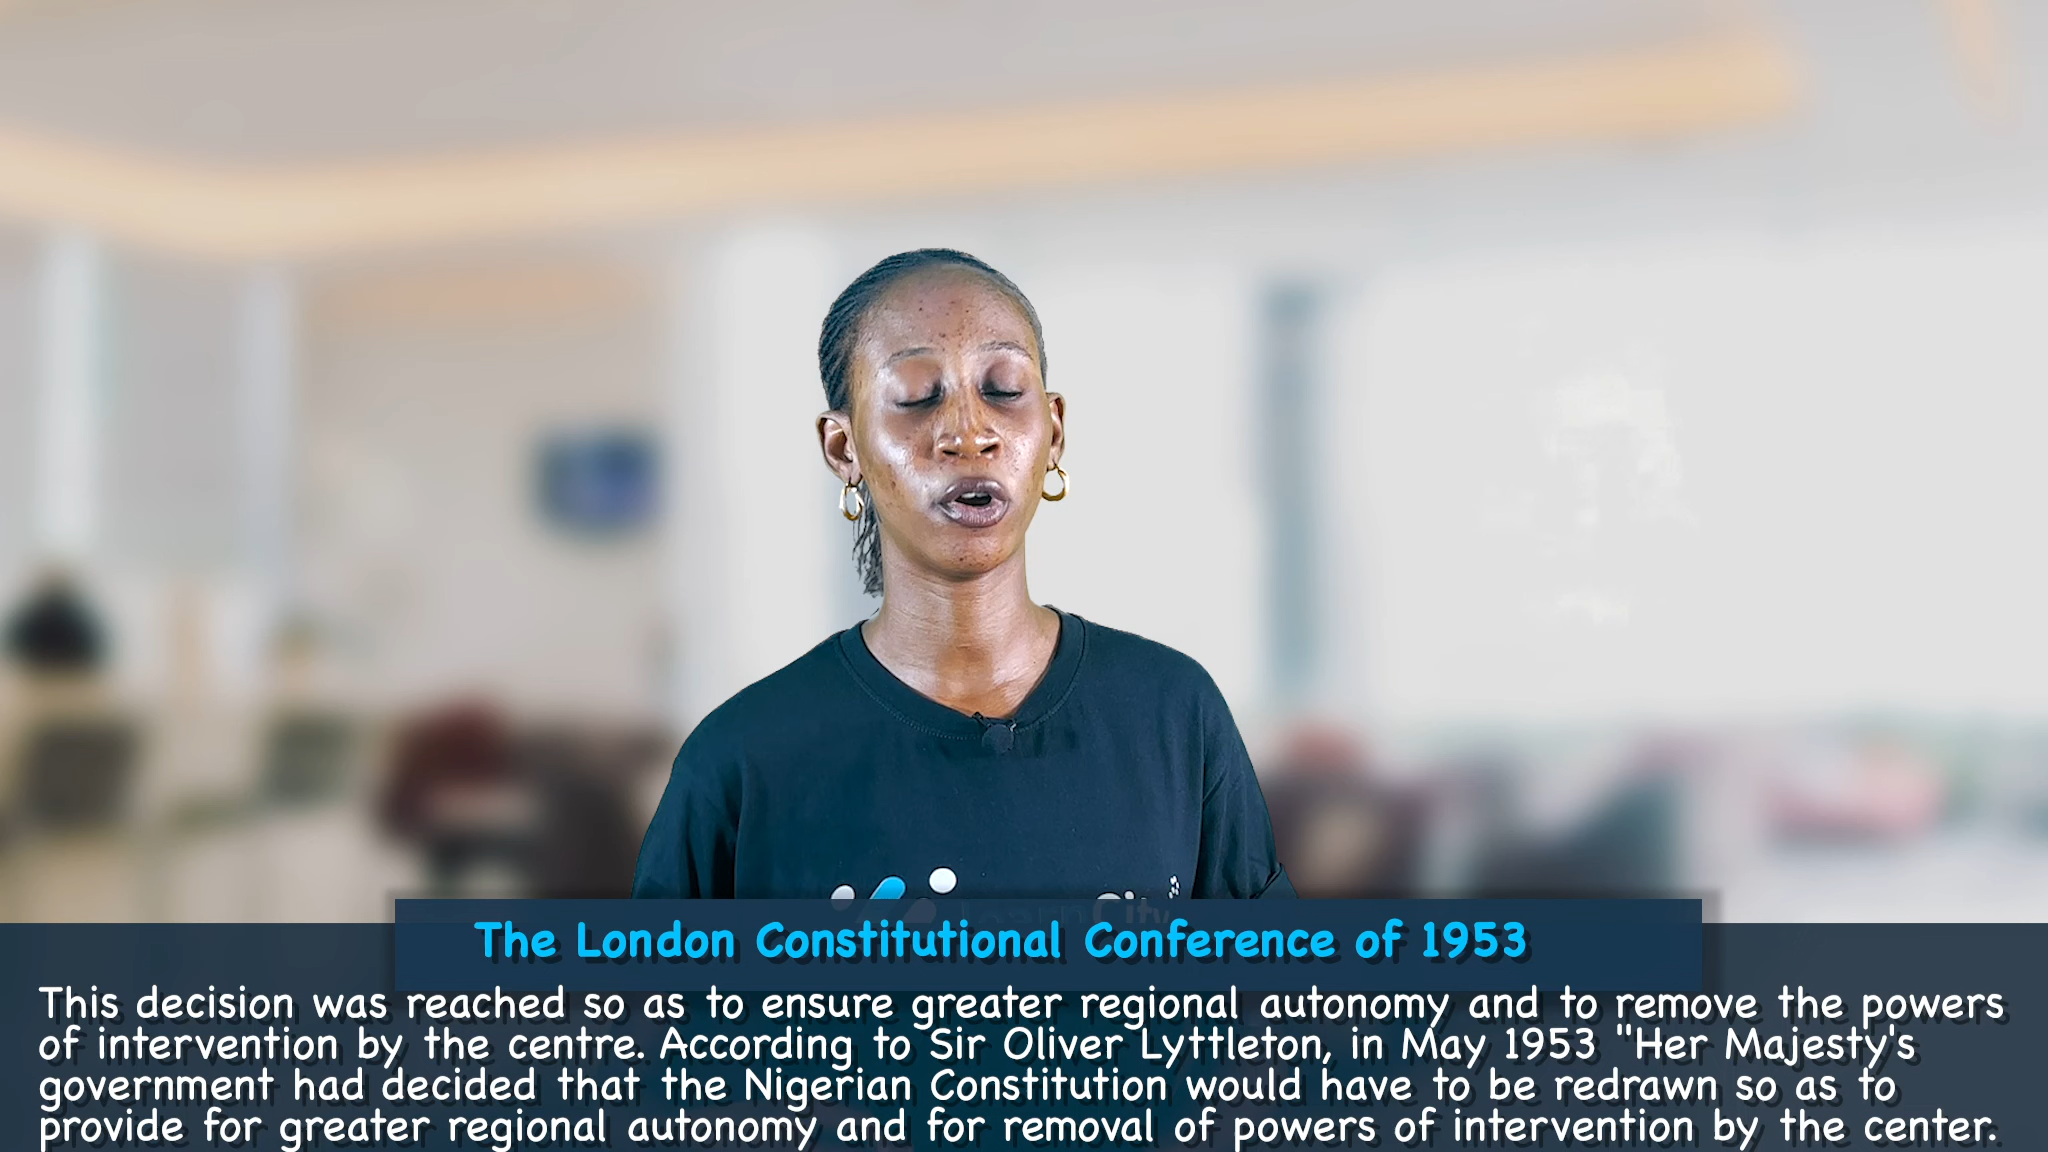 City
The London Constitutional Conference of 1953
This decision was reached so as to ensure greater regional autonomy and to remove the powers
of intervention by the centre. According to Sir Oliver Lyttleton, in May 1953 "Her Majesty's
government had decided that the Nigerian Constitution would have to be redrawn so as to
provide for greater regional autonomy and for removal of powers of intervention by the center.